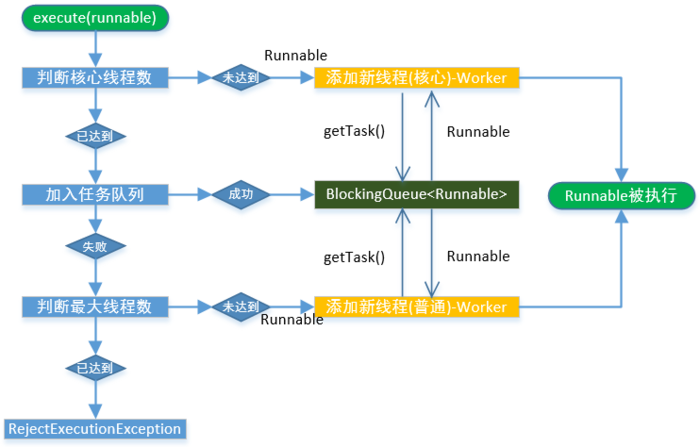 execute(runnable)
Runnable
判断核心线程数
未达到
添加新线程(核心)-Worker
getTask()
Runnable
已达到
加入任务队列
成功
BlockingQueue<Runnable>
Runnable被执行
失败
getTask()
Runnable
判断最大线程数
未达到
Runnable
添加新线程(普通)-Worker
已达到
RejectExecutionException